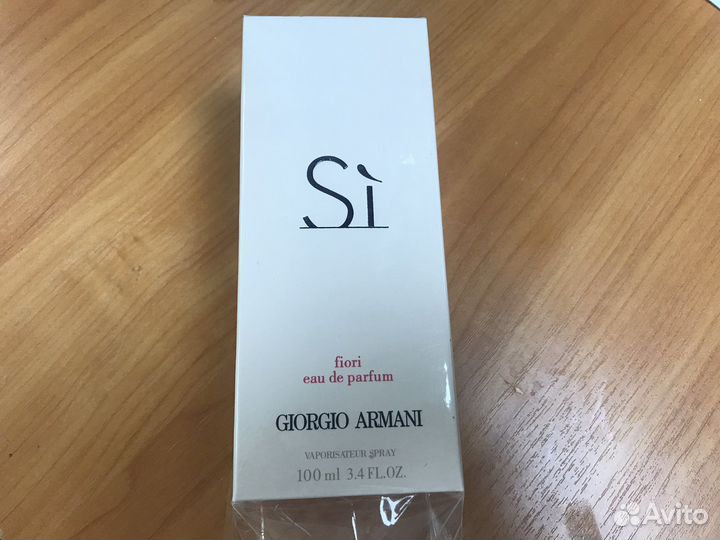 Sì
fiori
eau de parfum
GIORGIO ARMANI
VAPORISATEUR SPRAY
100 ml 3.4 FL.OZ.
Avito